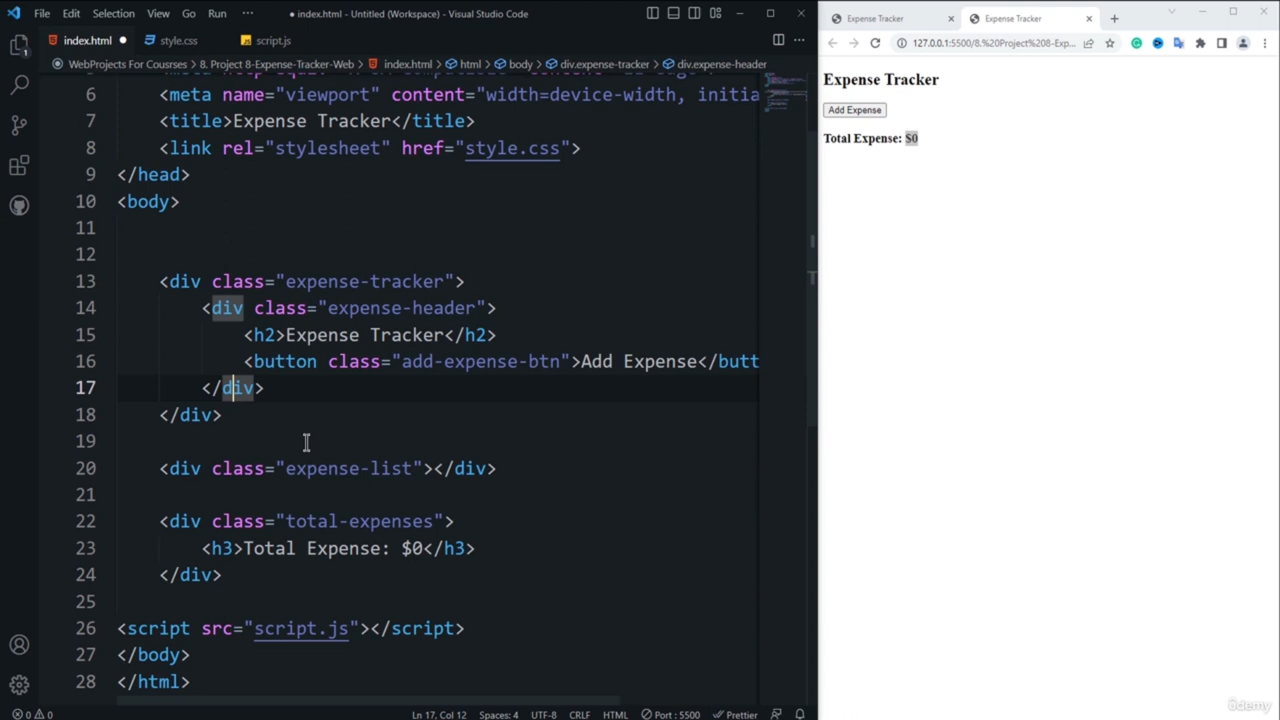 File Edit Selection View Go Run ··· ● index.html - Untitled (Workspace) - Visual Studio Code
index.html ● style.css script.js
WebProjects For Coursses > 8. Project 8-Expense-Tracker-Web > index.html > html > body > div.expense-tracker > div.expense-header
6 <meta name="viewport" content="width=device-width, initia
7 <title>Expense Tracker</title>
8 <link rel="stylesheet" href="style.css">
9 </head>
10 <body>
11
12
13 <div class="expense-tracker">
14 <div class="expense-header">
15 <h2>Expense Tracker</h2>
16 <button class="add-expense-btn">Add Expense</butt
17 </div>
18 </div>
19
20 <div class="expense-list"></div>
21
22 <div class="total-expenses">
23 <h3>Total Expense: $0</h3>
24 </div>
25
26 <script src="script.js"></script>
27 </body>
28 </html>
0 0 Ln 17, Col 12 Spaces: 4 UTF-8 CRLF HTML Port : 5500 Prettier
Expense Tracker Expense Tracker
127.0.0.1:5500/8.%20Project%208-Exp...
Expense Tracker
Add Expense
Total Expense: $0
ûdemy